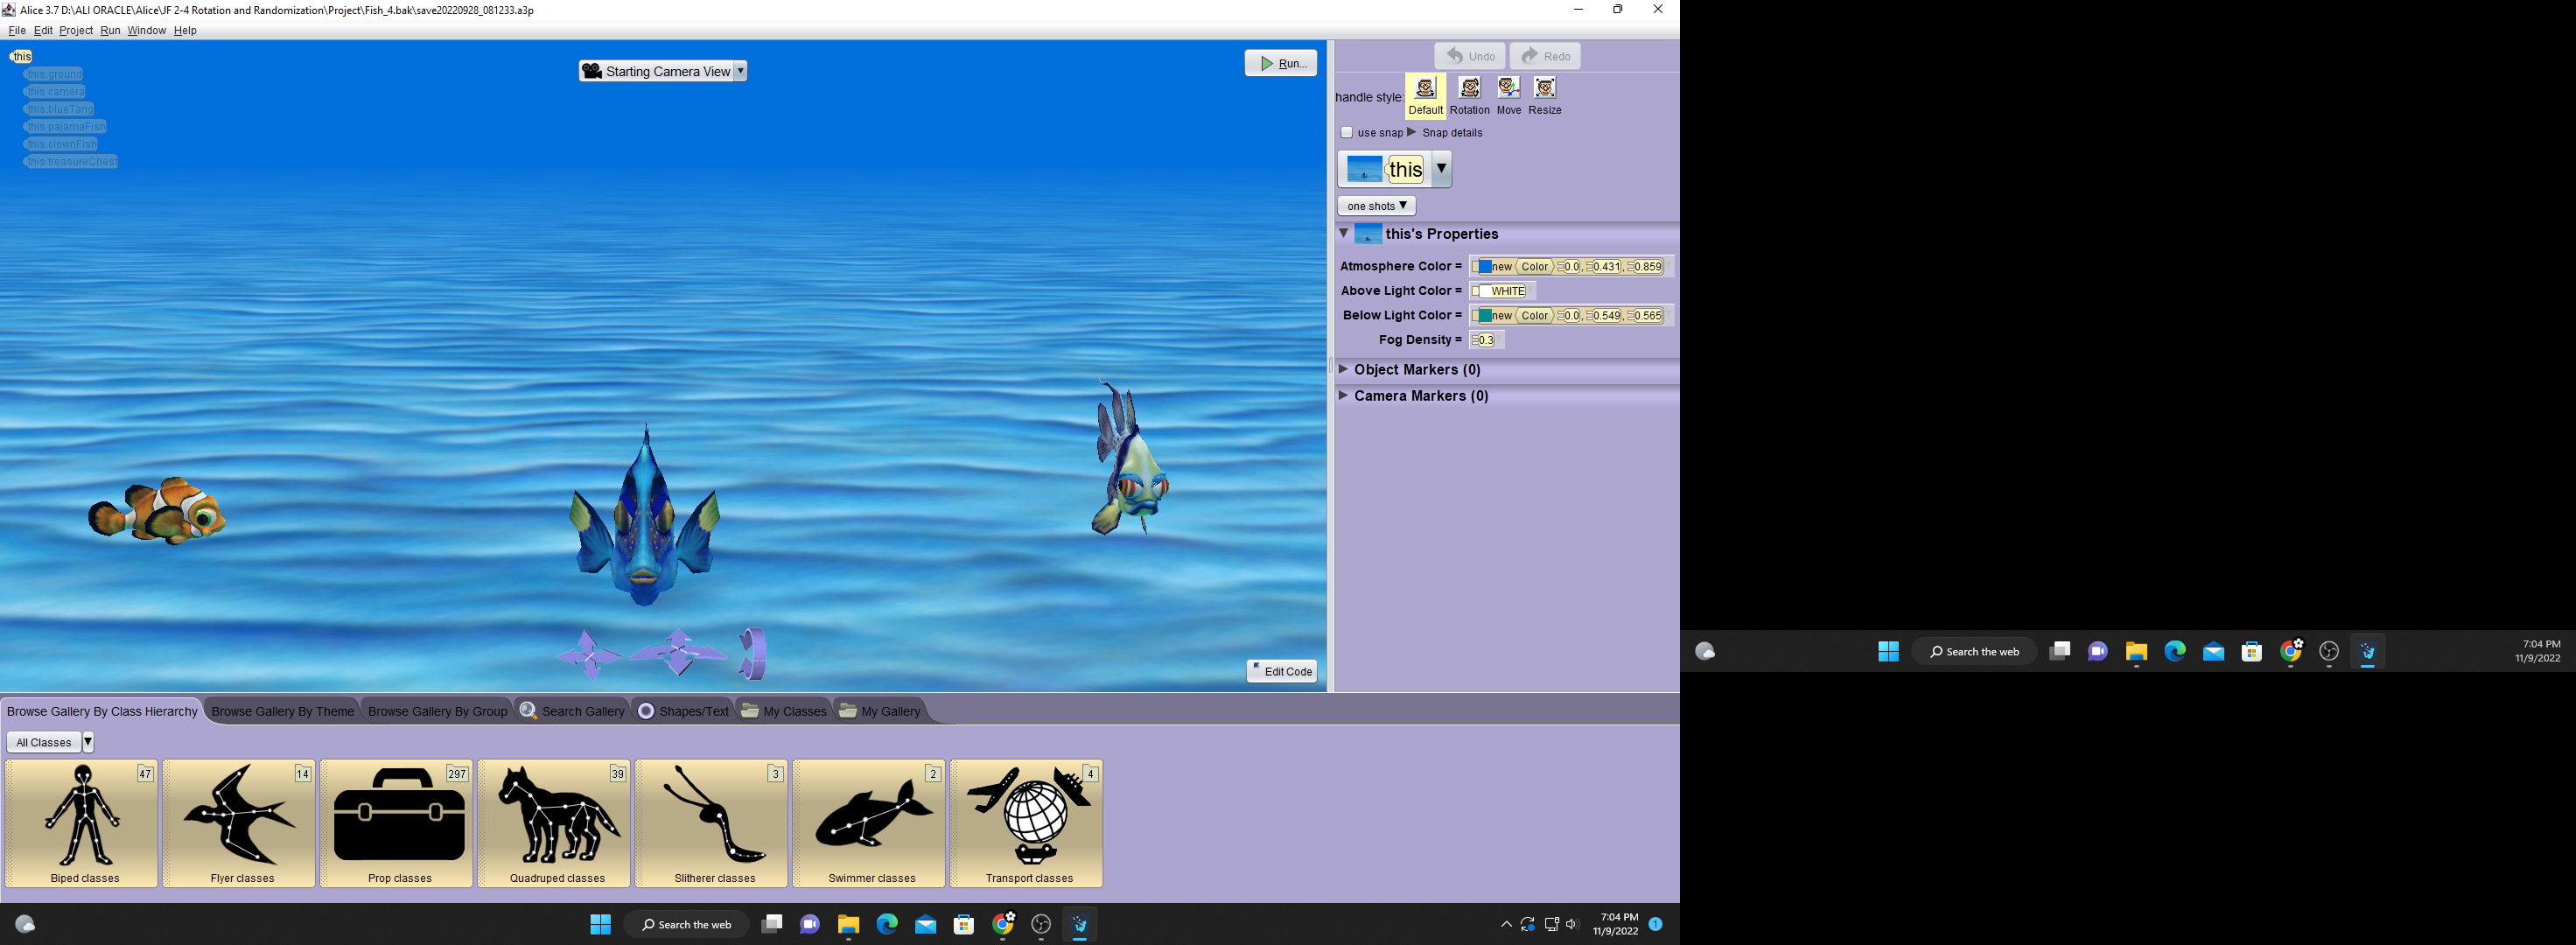 Alice 3.7 D:\ALI ORACLE\Alice\JF 2-4 Rotation and Randomization\Project\Fish_4.bak\save20220928_081233.a3p
File Edit Project Run Window Help
this
this.ground
this.camera
this.blueTang
this.pajamaFish
this.clownFish
this.treasureChest
Starting Camera View
Run...
Edit Code
Undo Redo
handle style: Default Rotation Move Resize
use snap Snap details
this
one shots
this's Properties
Atmosphere Color = new Color 0.0, 0.431, 0.859
Above Light Color = WHITE
Below Light Color = new Color 0.0, 0.549, 0.565
Fog Density = 0.3
Object Markers (0)
Camera Markers (0)
Browse Gallery By Class Hierarchy Browse Gallery By Theme Browse Gallery By Group Search Gallery Shapes/Text My Classes My Gallery
All Classes
47 14 297 39 3 2 4
Biped classes Flyer classes Prop classes Quadruped classes Slitherer classes Swimmer classes Transport classes
Search the web
7:04 PM
11/9/2022
1
Search the web
7:04 PM
11/9/2022